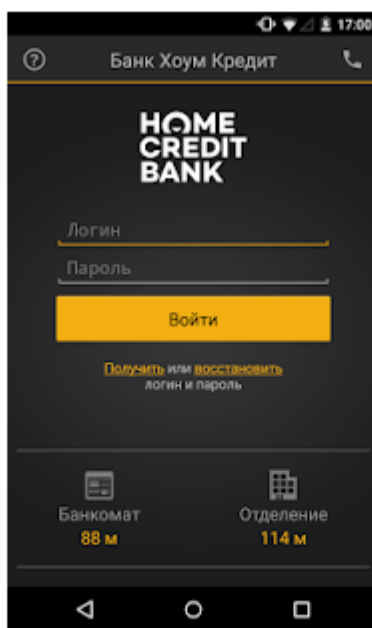 17:00
Банк Хоум Кредит
HOME
CREDIT
BANK
Логин
Пароль
Войти
Получить или восстановить
логин и пароль
Банкомат
Отделение
88 м
114 м